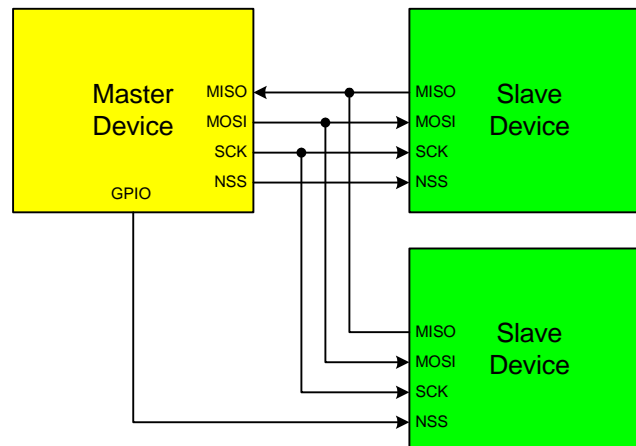 Master
Device
MISO
MOSI
SCK
NSS
GPIO
MISO
MOSI
SCK
NSS
Slave
Device
MISO
MOSI
SCK
NSS
Slave
Device